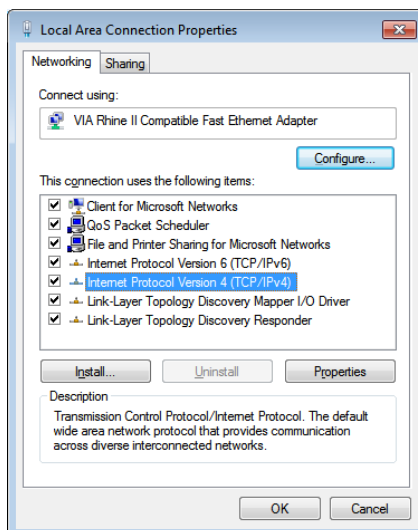 Local Area Connection Properties
Networking
Sharing
Connect using:
VIA Rhine II Compatible Fast Ethernet Adapter
Configure...
This connection uses the following items:
Client for Microsoft Networks
QoS Packet Scheduler
File and Printer Sharing for Microsoft Networks
Internet Protocol Version 6 (TCP/IPv6)
Internet Protocol Version 4 (TCP/IPv4)
Link-Layer Topology Discovery Mapper I/O Driver
Link-Layer Topology Discovery Responder
Install...
Uninstall
Properties
Description
Transmission Control Protocol/Internet Protocol. The default
wide area network protocol that provides communication
across diverse interconnected networks.
OK
Cancel